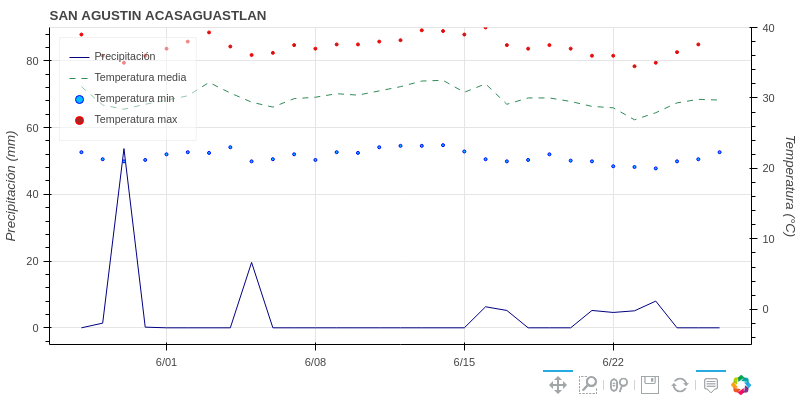 SAN AGUSTIN ACASAGUASTLAN
Precipitación
Temperatura media
Temperatura min
Temperatura max
Precipitación (mm)
80
60
40
20
0
Temperatura (°C)
40
30
20
10
0
6/01
6/08
6/15
6/22